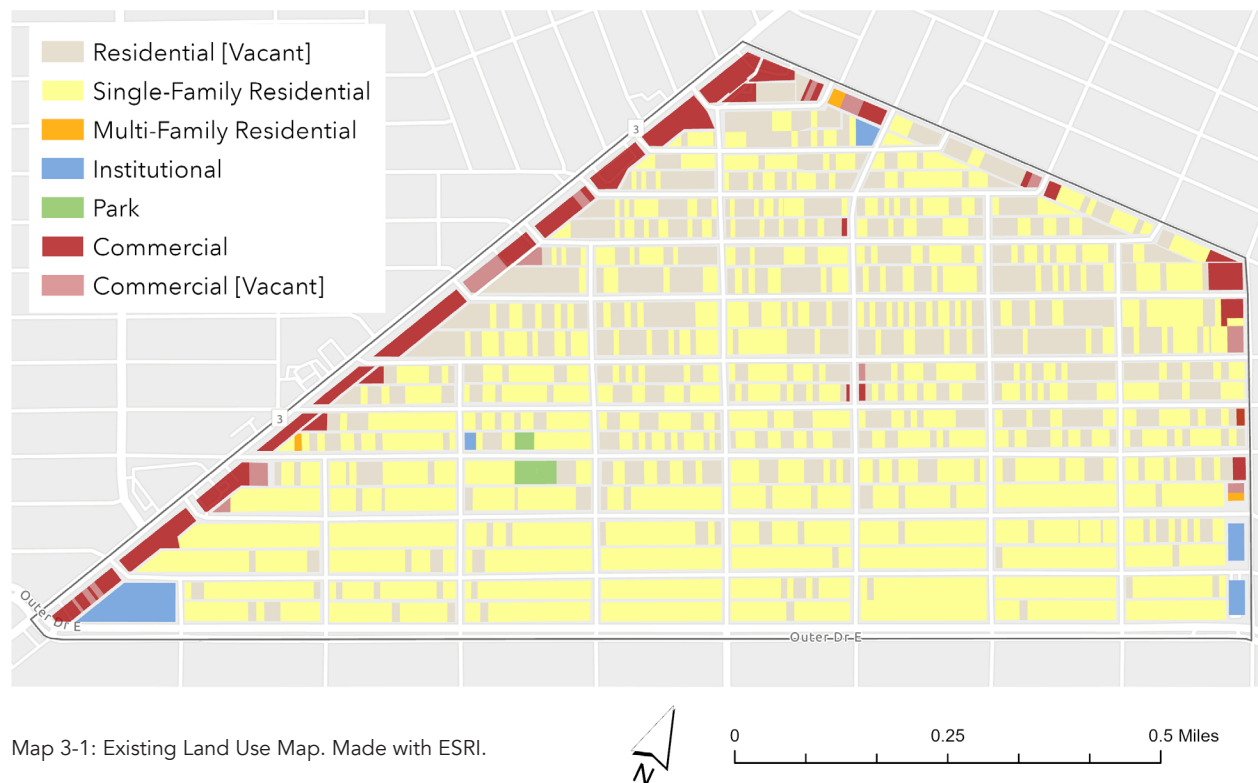 Residential [Vacant]
Single-Family Residential
Multi-Family Residential
Institutional
Park
Commercial
Commercial [Vacant]
3
3
Outer Dr E
Outer Dr E
Map 3-1: Existing Land Use Map. Made with ESRI.
N
0 0.25 0.5 Miles